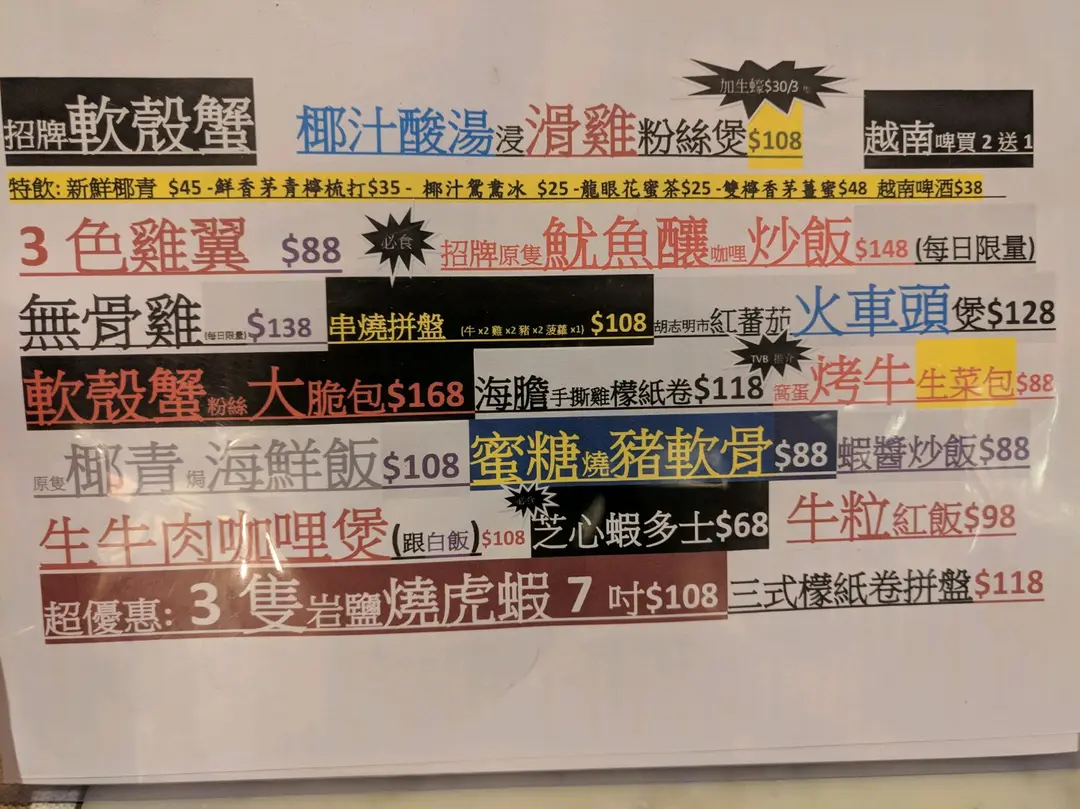 加生蠔$30/3
招牌軟殼蟹 椰汁酸湯浸滑雞粉絲煲$108 越南啤買2送1
特飲: 新鮮椰青 $45 -鮮香茅青檸梳打$35 - 椰汁鴛鴦冰 $25 -龍眼花蜜茶$25 -雙檸香茅薑蜜$48 越南啤酒$38
3 色雞翼 $88 必食 招牌原隻魷魚釀咖喱炒飯$148 (每日限量)
無骨雞(每日限量)$138 串燒拼盤 (牛x2 雞x2 豬x2 菠蘿x1) $108 胡志明市紅蕃茄火車頭煲$128
軟殼蟹粉絲大脆包$168 海膽手撕雞檬紙卷$118 TVB 推介 窩蛋烤牛生菜包$88
原隻椰青焗海鮮飯$108 蜜糖燒豬軟骨$88 蝦醬炒飯$88
生牛肉咖哩煲(跟白飯)$108 芝心蝦多士$68 牛粒紅飯$98
超優惠: 3 隻岩鹽燒虎蝦 7 吋$108 三式檬紙卷拼盤$118